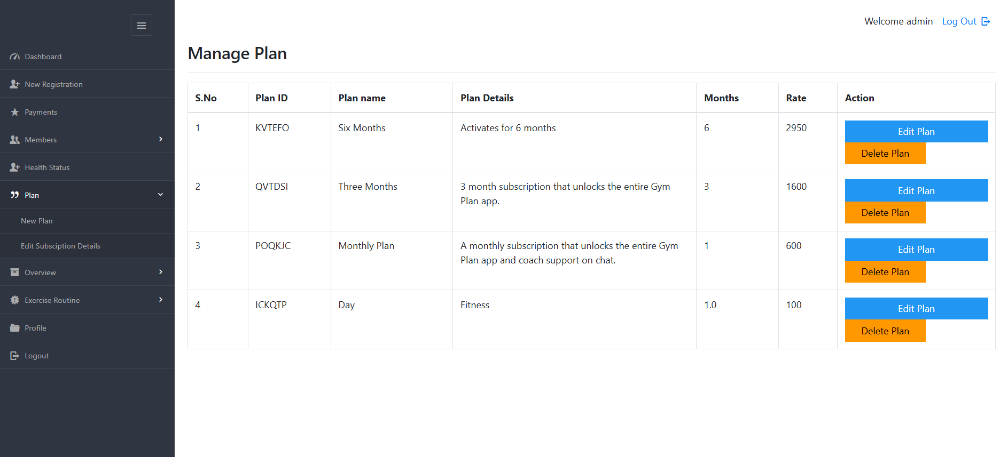 Welcome admin Log Out
Dashboard
New Registration
Payments
Members
Health Status
Plan
New Plan
Edit Subsciption Details
Overview
Exercise Routine
Profile
Logout
Manage Plan
S.No Plan ID Plan name Plan Details Months Rate Action
1 KVTEFO Six Months Activates for 6 months 6 2950 Edit Plan
Delete Plan
2 QVTDSI Three Months 3 month subscription that unlocks the entire Gym 3 1600 Edit Plan
Plan app.
Delete Plan
3 POQKJC Monthly Plan A monthly subscription that unlocks the entire Gym 1 600 Edit Plan
Plan app and coach support on chat.
Delete Plan
4 ICKQTP Day Fitness 1.0 100 Edit Plan
Delete Plan